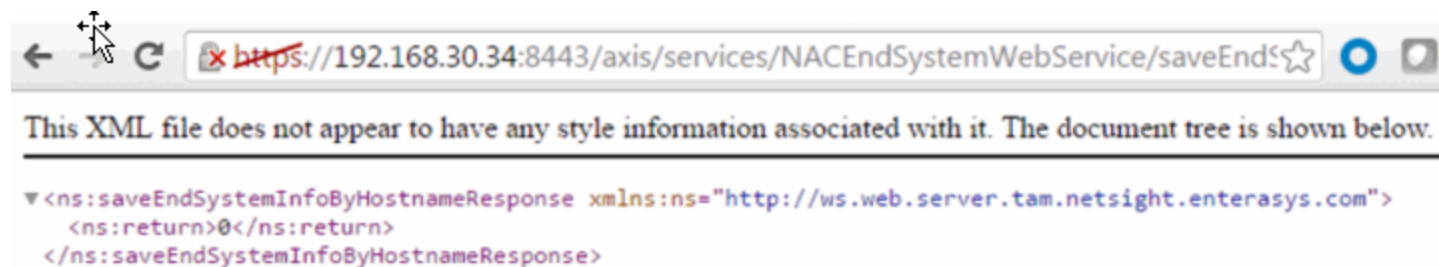 https://192.168.30.34:8443/axis/services/NACEndSystemWebService/saveEndS
This XML file does not appear to have any style information associated with it. The document tree is shown below.
▼<ns:saveEndSystemInfoByHostnameResponse xmlns:ns="http://ws.web.server.tam.netsight.enterasys.com">
<ns:return>0</ns:return>
</ns:saveEndSystemInfoByHostnameResponse>